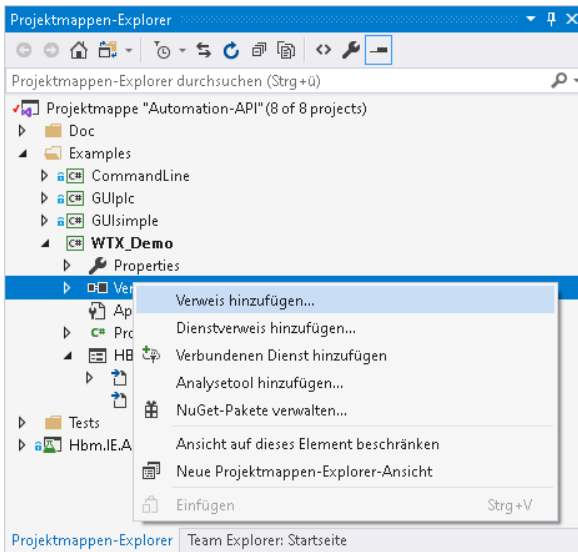 Projektmappen-Explorer
Projektmappen-Explorer durchsuchen (Strg+ü)
Projektmappe "Automation-API" (8 of 8 projects)
Doc
Examples
C# CommandLine
C# GUIplc
C# GUIsimple
C# WTX_Demo
Properties
Ver
Verweis hinzufügen...
Ap
Dienstverweis hinzufügen...
C# Pro
HB
Verbundenen Dienst hinzufügen
Analysetool hinzufügen...
NuGet-Pakete verwalten...
Tests
Hbm.IE.A
Ansicht auf dieses Element beschränken
Neue Projektmappen-Explorer-Ansicht
Einfügen Strg+V
Projektmappen-Explorer Team Explorer: Startseite